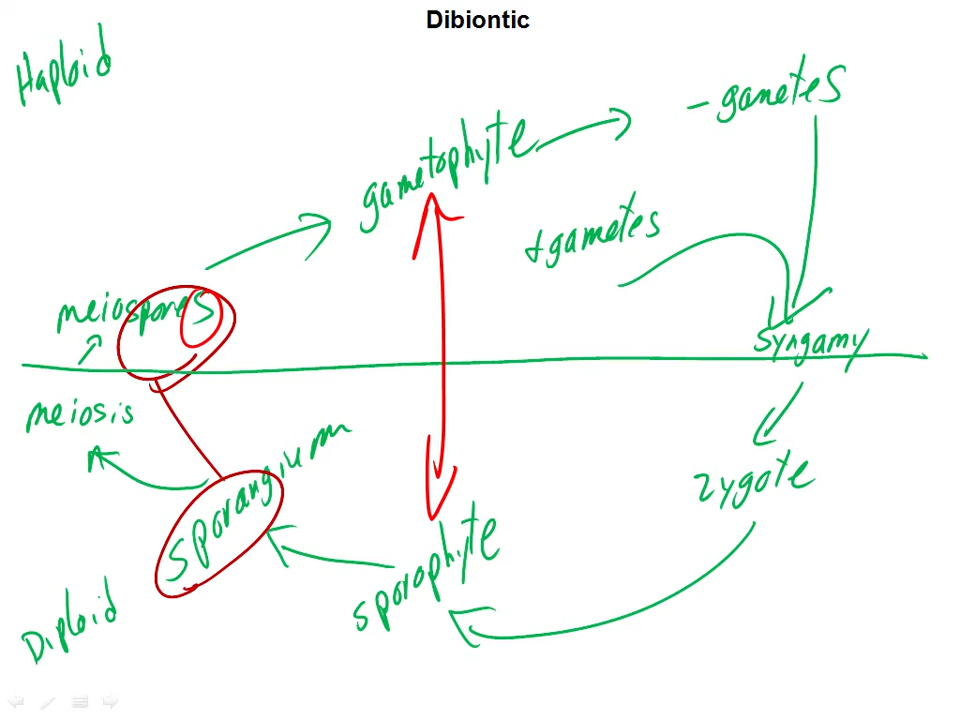 Dibiontic
Haploid
- gametes
gametophyte
+gametes
meiospores
syngamy
meiosis
sporangium
zygote
sporophyte
Diploid